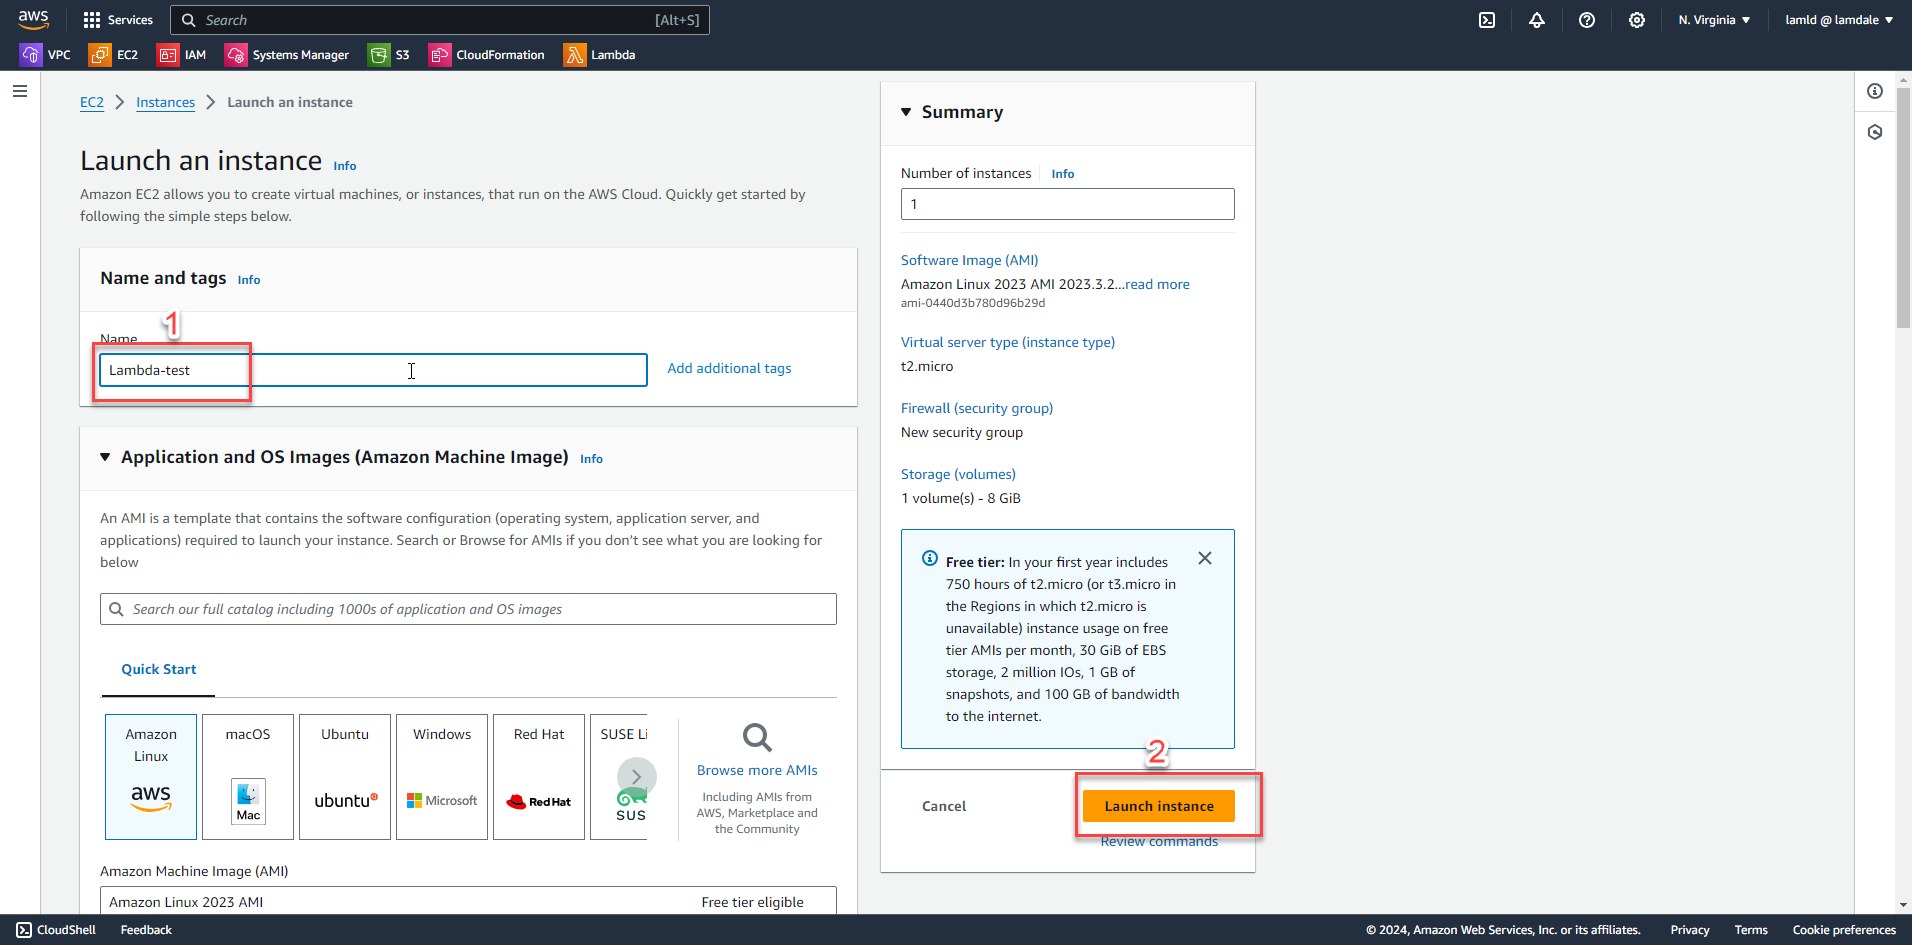 aws
Services
Search
[Alt+S]
N. Virginia
lamld @ lamdale
VPC
EC2
IAM
Systems Manager
S3
CloudFormation
Lambda
EC2
Instances
Launch an instance
Launch an instance
Info
Amazon EC2 allows you to create virtual machines, or instances, that run on the AWS Cloud. Quickly get started by
following the simple steps below.
Name and tags
Info
1
Name
Lambda-test
Add additional tags
Application and OS Images (Amazon Machine Image)
Info
An AMI is a template that contains the software configuration (operating system, application server, and
applications) required to launch your instance. Search or Browse for AMIs if you don't see what you are looking for
below
Search our full catalog including 1000s of application and OS images
Quick Start
Amazon
Linux
aws
macOS
Mac
Ubuntu
ubuntu
Windows
Microsoft
Red Hat
Red Hat
SUSE Li
SUS
Browse more AMIs
Including AMIs from
AWS, Marketplace and
the Community
Amazon Machine Image (AMI)
Amazon Linux 2023 AMI
Free tier eligible
Summary
Number of instances
Info
1
Software Image (AMI)
Amazon Linux 2023 AMI 2023.3.2...read more
ami-0440d3b780d96b29d
Virtual server type (instance type)
t2.micro
Firewall (security group)
New security group
Storage (volumes)
1 volume(s) - 8 GiB
Free tier: In your first year includes
750 hours of t2.micro (or t3.micro in
the Regions in which t2.micro is
unavailable) instance usage on free
tier AMIs per month, 30 GiB of EBS
storage, 2 million IOs, 1 GB of
snapshots, and 100 GB of bandwidth
to the internet.
2
Cancel
Launch instance
Review commands
CloudShell
Feedback
© 2024, Amazon Web Services, Inc. or its affiliates.
Privacy
Terms
Cookie preferences